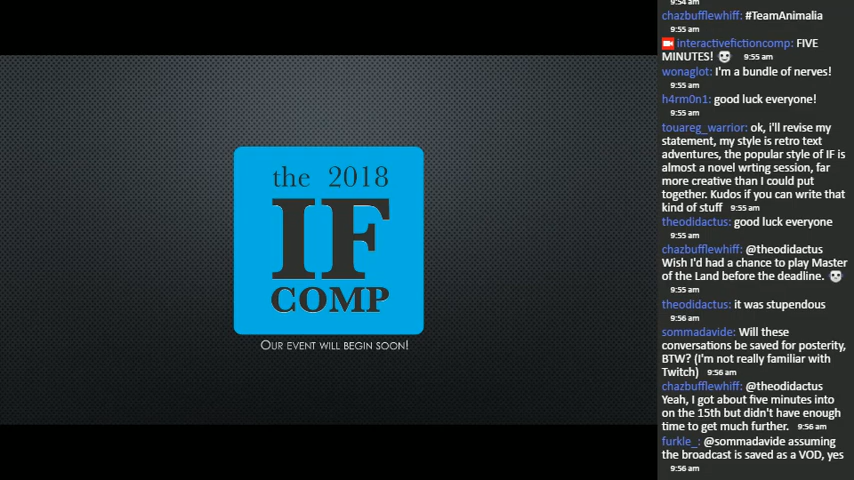 the 2018
IF
COMP
OUR EVENT WILL BEGIN SOON!
9:54 am
chazbufflewhiff: #TeamAnimalia
9:55 am
interactivefictioncomp: FIVE
MINUTES! 9:55 am
wonaglot: I'm a bundle of nerves!
9:55 am
h4rm0n1: good luck everyone!
9:55 am
touareg_warrior: ok, i'll revise my
statement, my style is retro text
adventures, the popular style of IF is
almost a novel wrting session, far
more creative than I could put
together. Kudos if you can write that
kind of stuff 9:55 am
theodidactus: good luck everyone
9:55 am
chazbufflewhiff: @theodidactus
Wish I'd had a chance to play Master
of the Land before the deadline.
9:55 am
theodidactus: it was stupendous
9:56 am
sommadavide: Will these
conversations be saved for posterity,
BTW? (I'm not really familiar with
Twitch) 9:56 am
chazbufflewhiff: @theodidactus
Yeah, I got about five minutes into
on the 15th but didn't have enough
time to get much further. 9:56 am
furkle_: @sommadavide assuming
the broadcast is saved as a VOD, yes
9:56 am